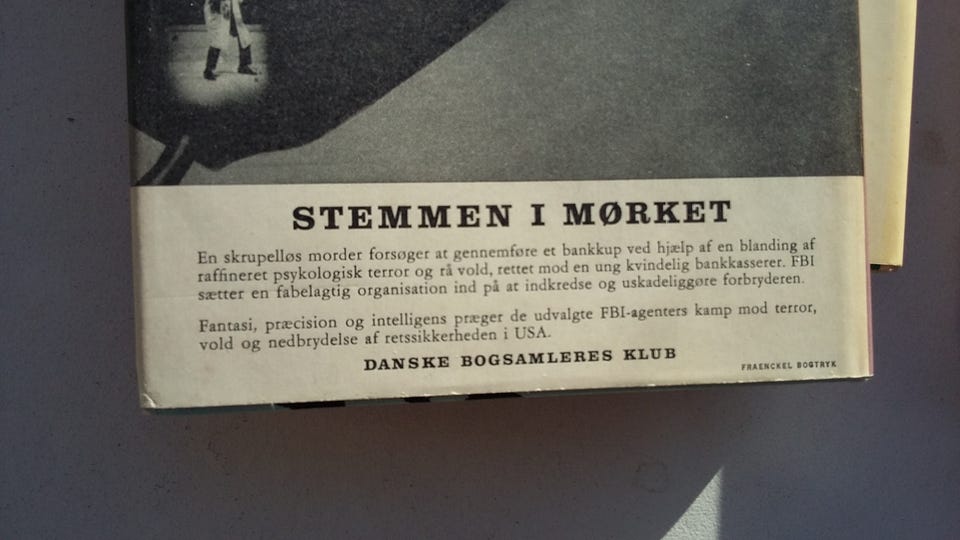 STEMMEN I MØRKET
En skrupelløs morder forsøger at gennemføre et bankkup ved hjælp af en blanding af
raffineret psykologisk terror og rå vold, rettet mod en ung kvindelig bankkasserer. FBI
sætter en fabelagtig organisation ind på at indkredse og uskadeliggøre forbryderen.
Fantasi, præcision og intelligens præger de udvalgte FBI-agenters kamp mod terror,
vold og nedbrydelse af retssikkerheden i USA.
DANSKE BOGSAMLERES KLUB
FRAENCKEL BOGTRYK